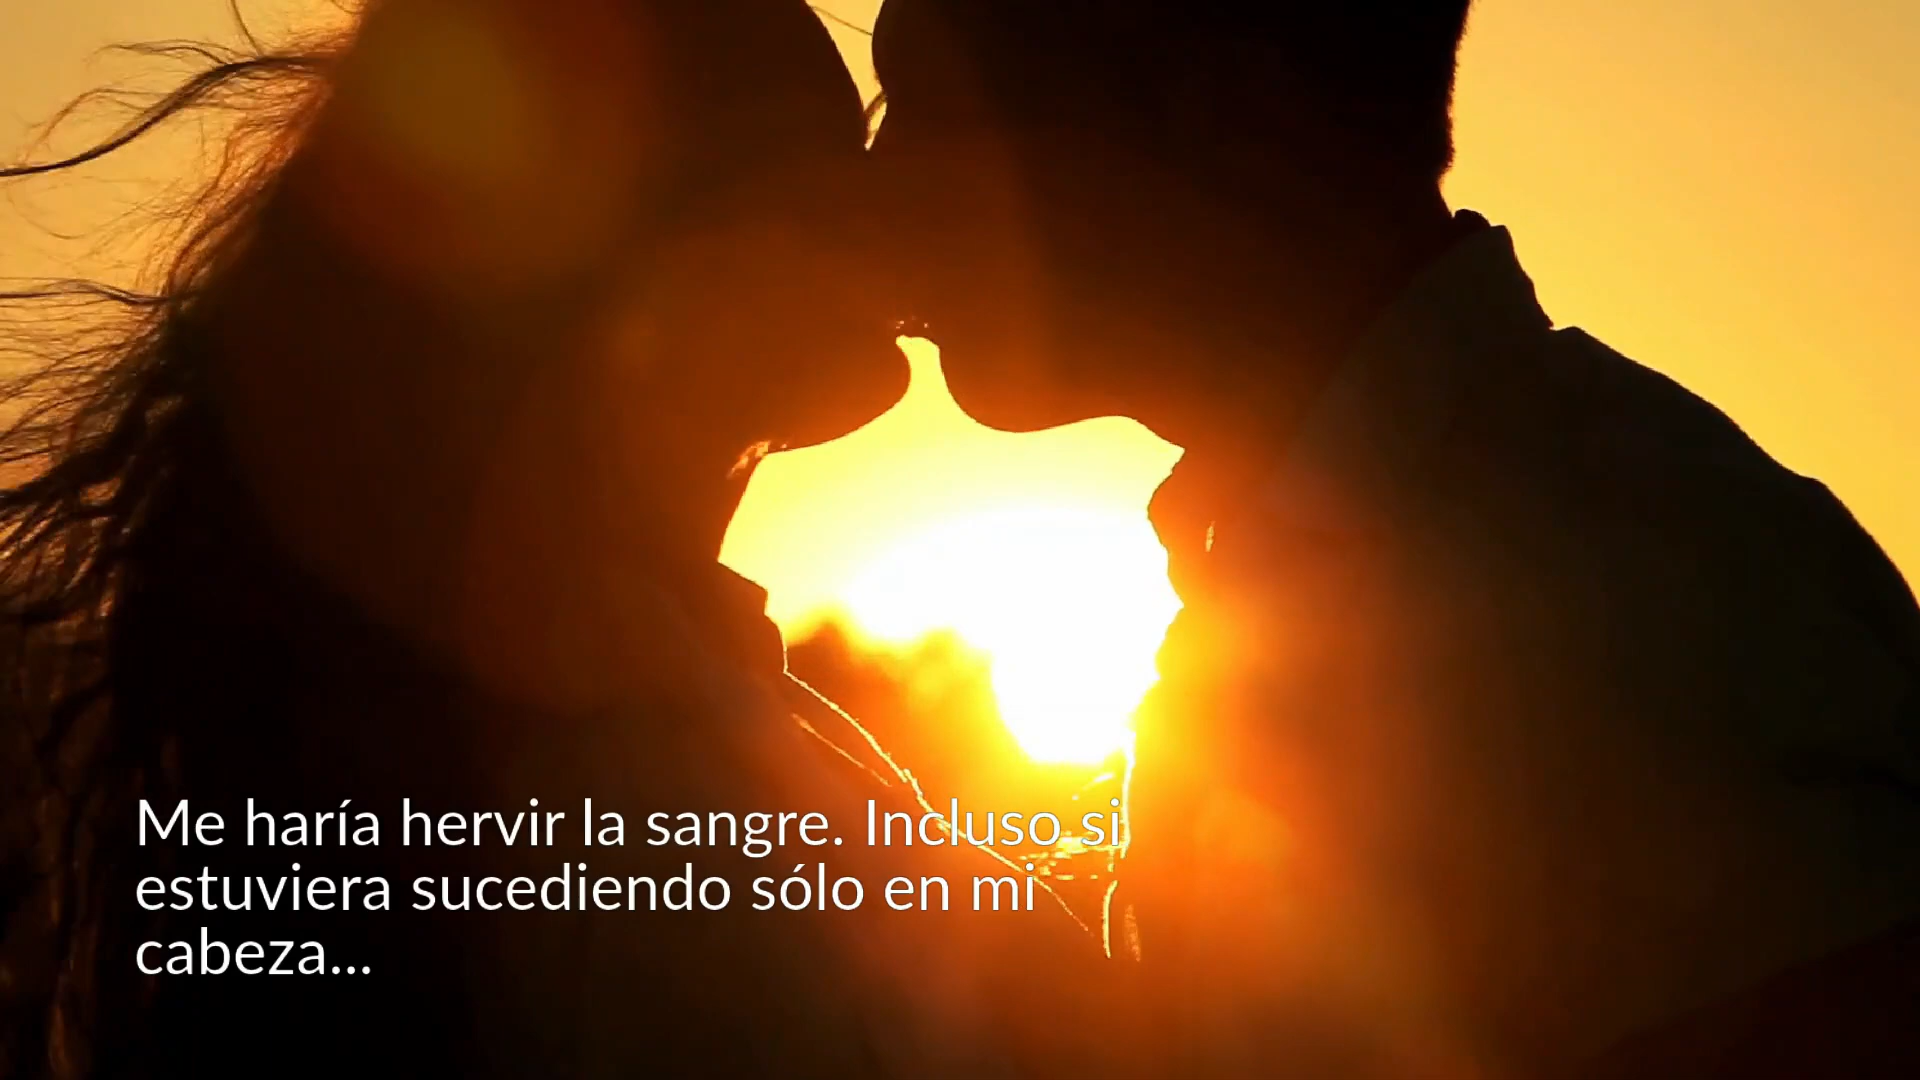 Me haría hervir la sangre. Incluso si
estuviera sucediendo sólo en mi
cabeza...